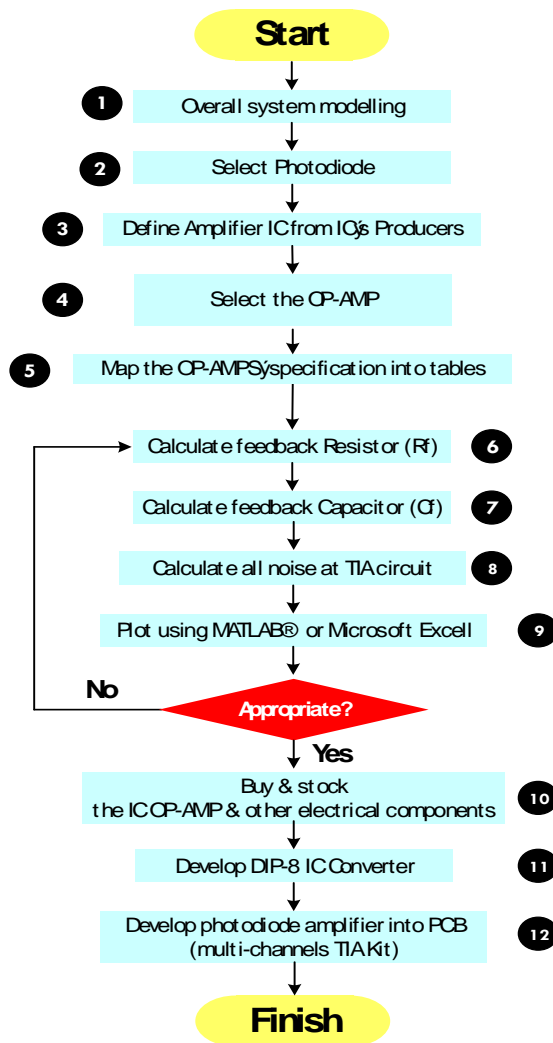 Start
1
Overall system modelling
2
Select Photodiode
3
Define Amplifier IC from ICÿs Producers
4
Select the OP-AMP
5
Map the OP-AMPSÿspecification into tables
Calculate feedback Resistor (Rf)
6
Calculate feedback Capacitor (Cf)
7
Calculate all noise at TIA circuit
8
Plot using MATLAB® or Microsoft Excell
9
No
Appropriate?
Yes
Buy & stock
the IC OP-AMP & other electrical components
10
Develop DIP-8 IC Converter
11
Develop photodiode amplifier into PCB
(multi-channels TIA Kit)
12
Finish